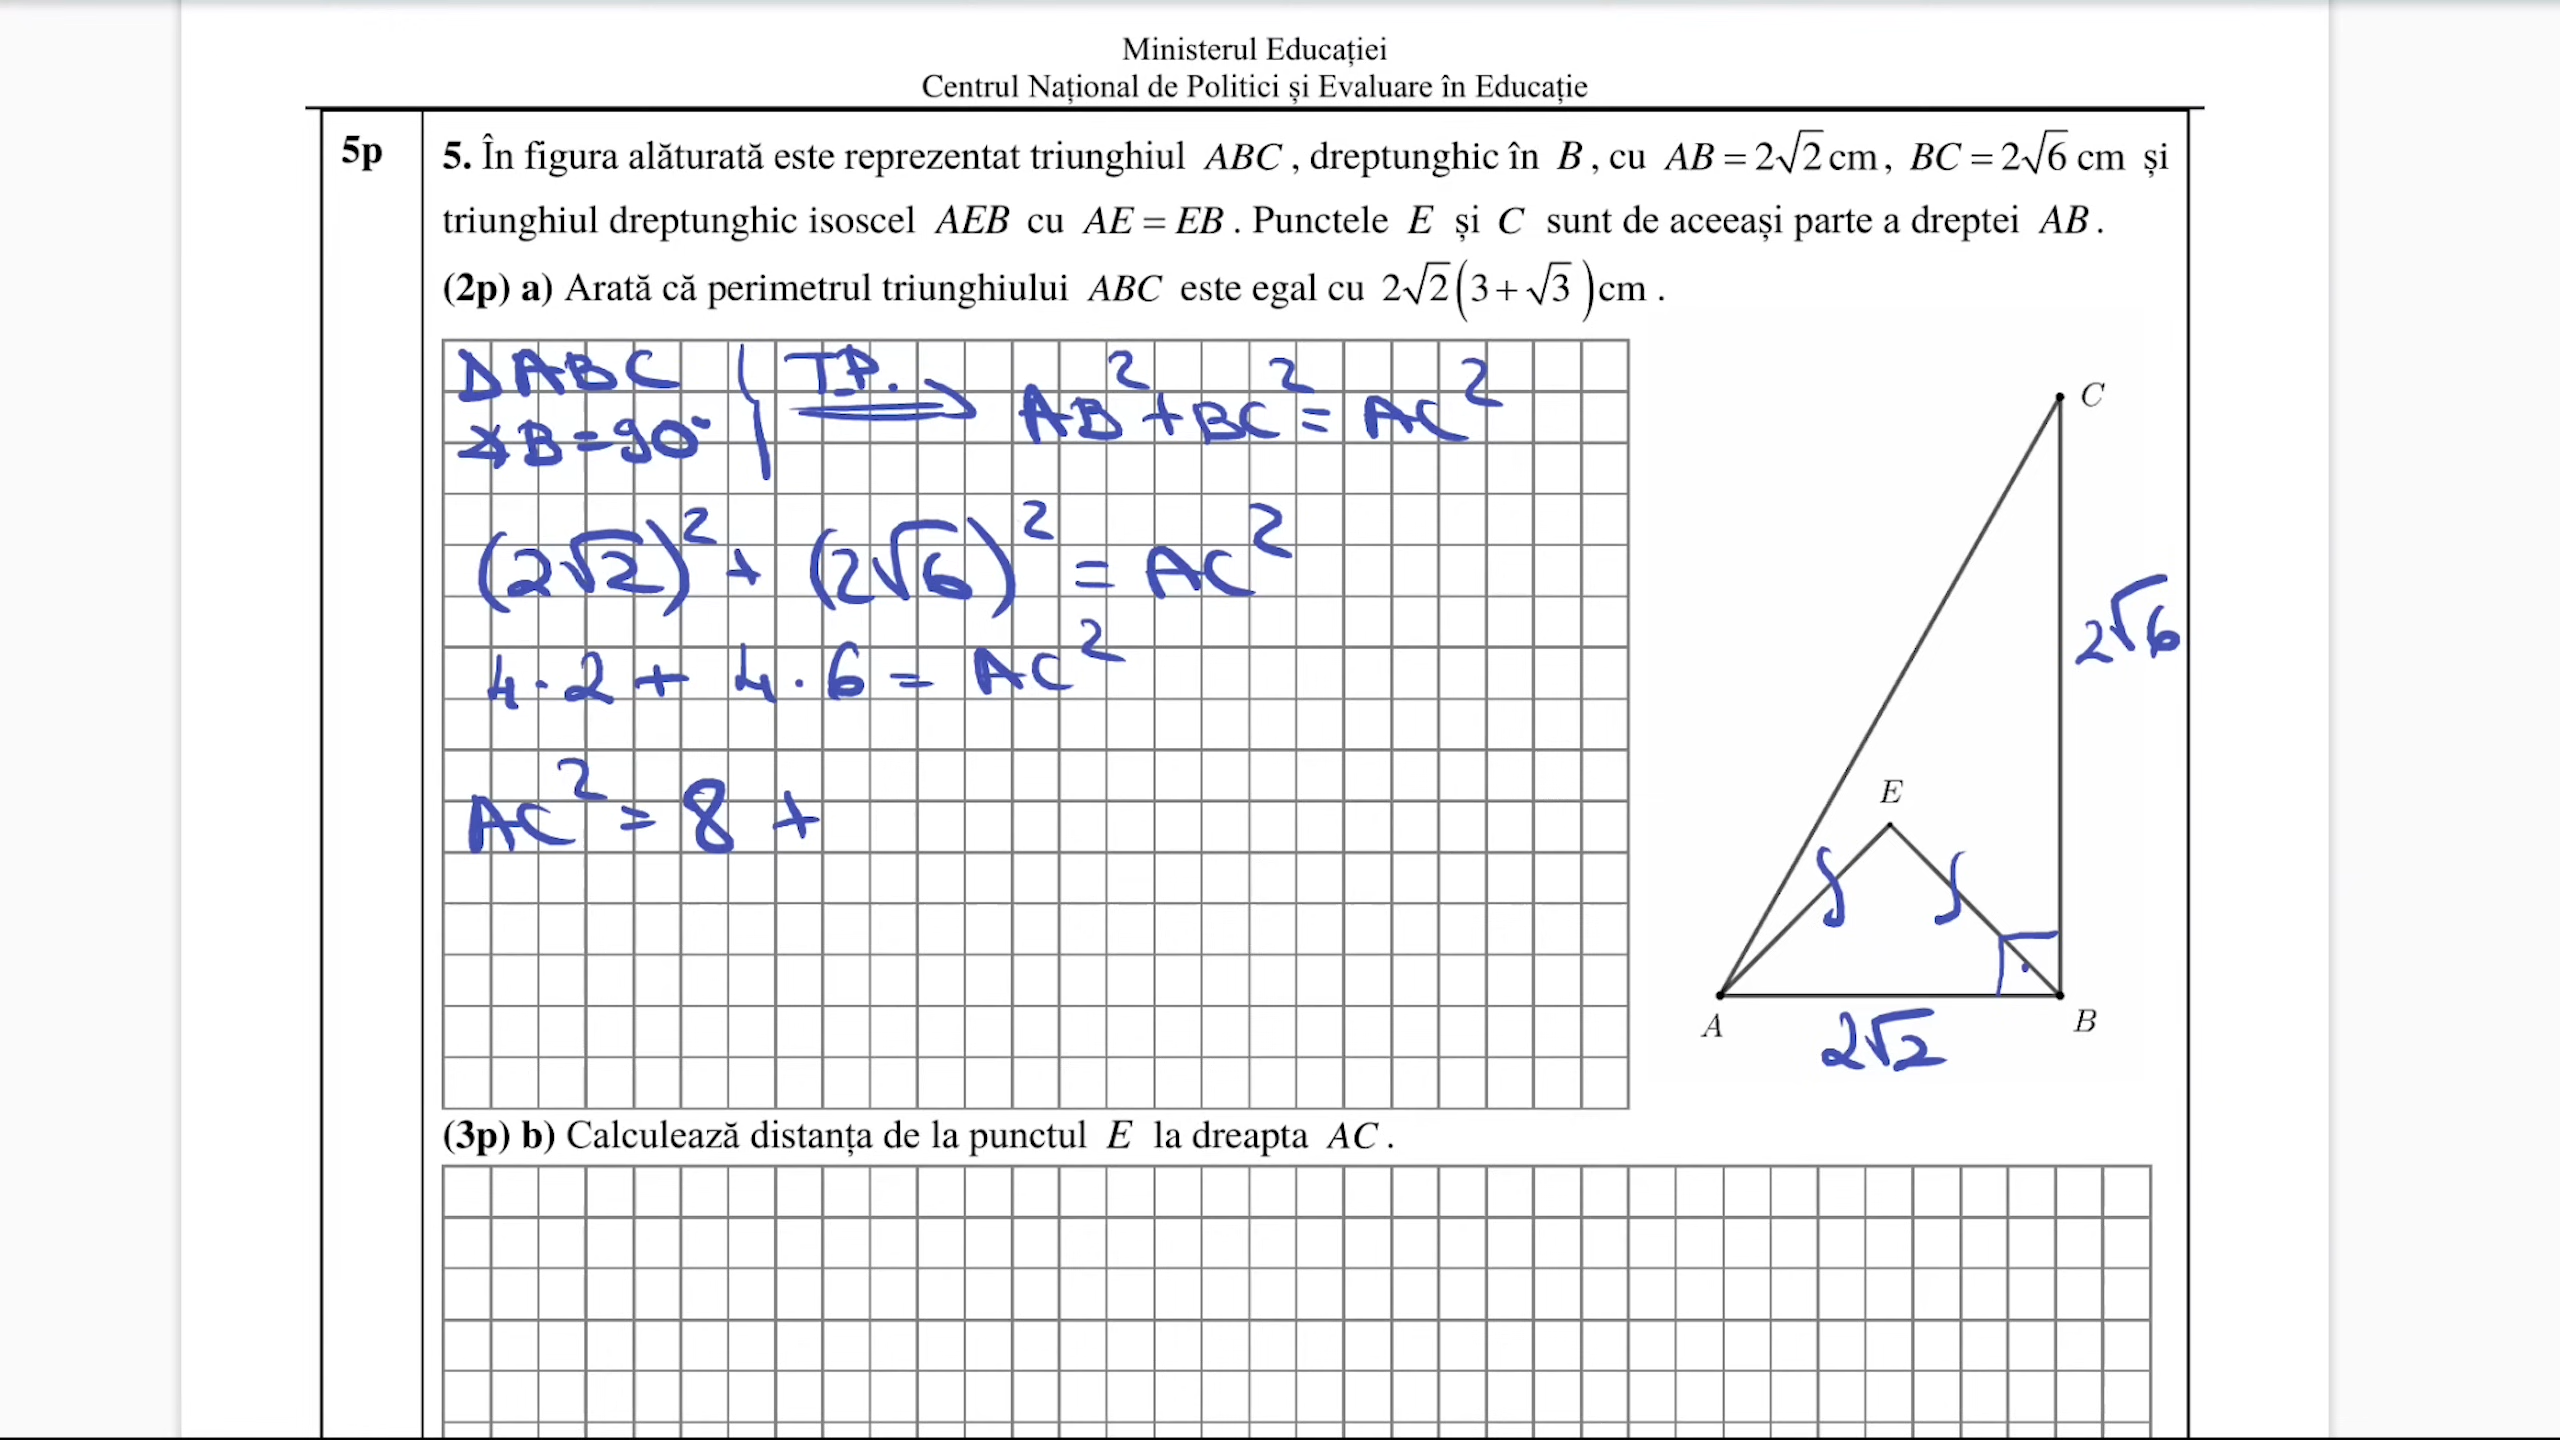 Ministerul Educației
Centrul Național de Politici și Evaluare în Educație
5p
5. În figura alăturată este reprezentat triunghiul ABC, dreptunghic în B, cu AB = 2√2 cm, BC = 2√6 cm și
triunghiul dreptunghic isoscel AEB cu AE = EB. Punctele E și C sunt de aceeași parte a dreptei AB.
(2p) a) Arată că perimetrul triunghiului ABC este egal cu 2√2(3+√3)cm.
ΔABC
∢B=90°
T.P. ⟹ AB²+BC²=AC²
(2√2)² + (2√6)² = AC²
4·2 + 4·6 = AC²
AC² = 8 +
C
2√6
E
A
B
2√2
(3p) b) Calculează distanța de la punctul E la dreapta AC.